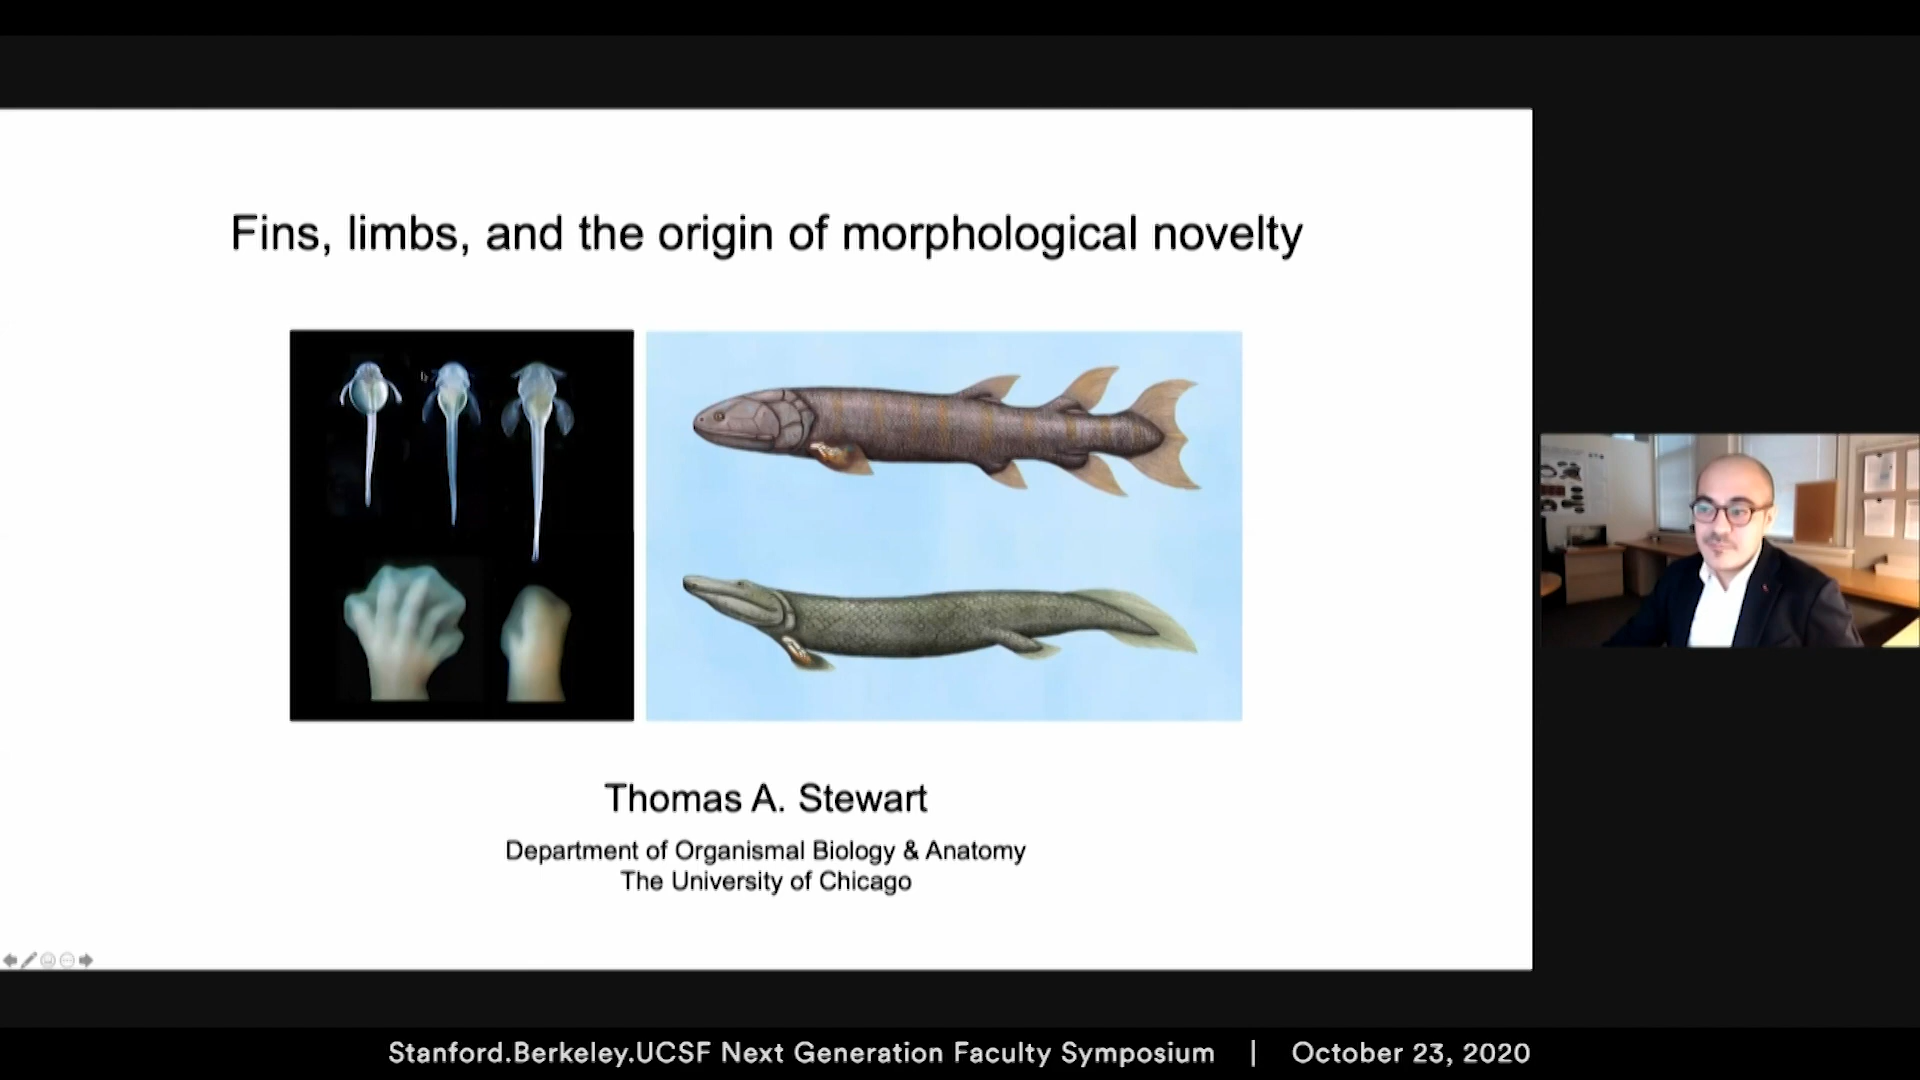 Fins, limbs, and the origin of morphological novelty
Thomas A. Stewart
Department of Organismal Biology & Anatomy
The University of Chicago
Stanford.Berkeley.UCSF Next Generation Faculty Symposium | October 23, 2020